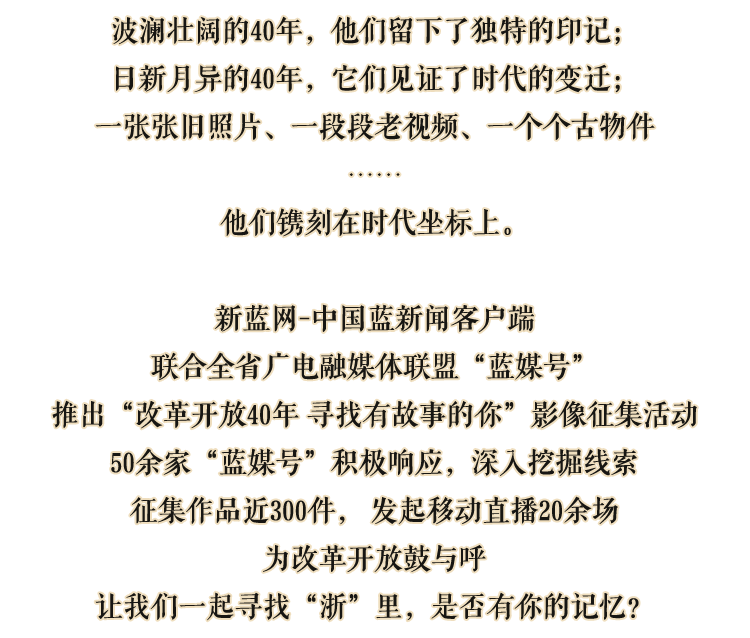 波澜壮阔的40年，他们留下了独特的印记；
日新月异的40年，它们见证了时代的变迁；
一张张旧照片、一段段老视频、一个个古物件
……
他们镌刻在时代坐标上。
新蓝网-中国蓝新闻客户端
联合全省广电融媒体联盟“蓝媒号”
推出“改革开放40年 寻找有故事的你”影像征集活动
50余家“蓝媒号”积极响应，深入挖掘线索
征集作品近300件， 发起移动直播20余场
为改革开放鼓与呼
让我们一起寻找“浙”里，是否有你的记忆？